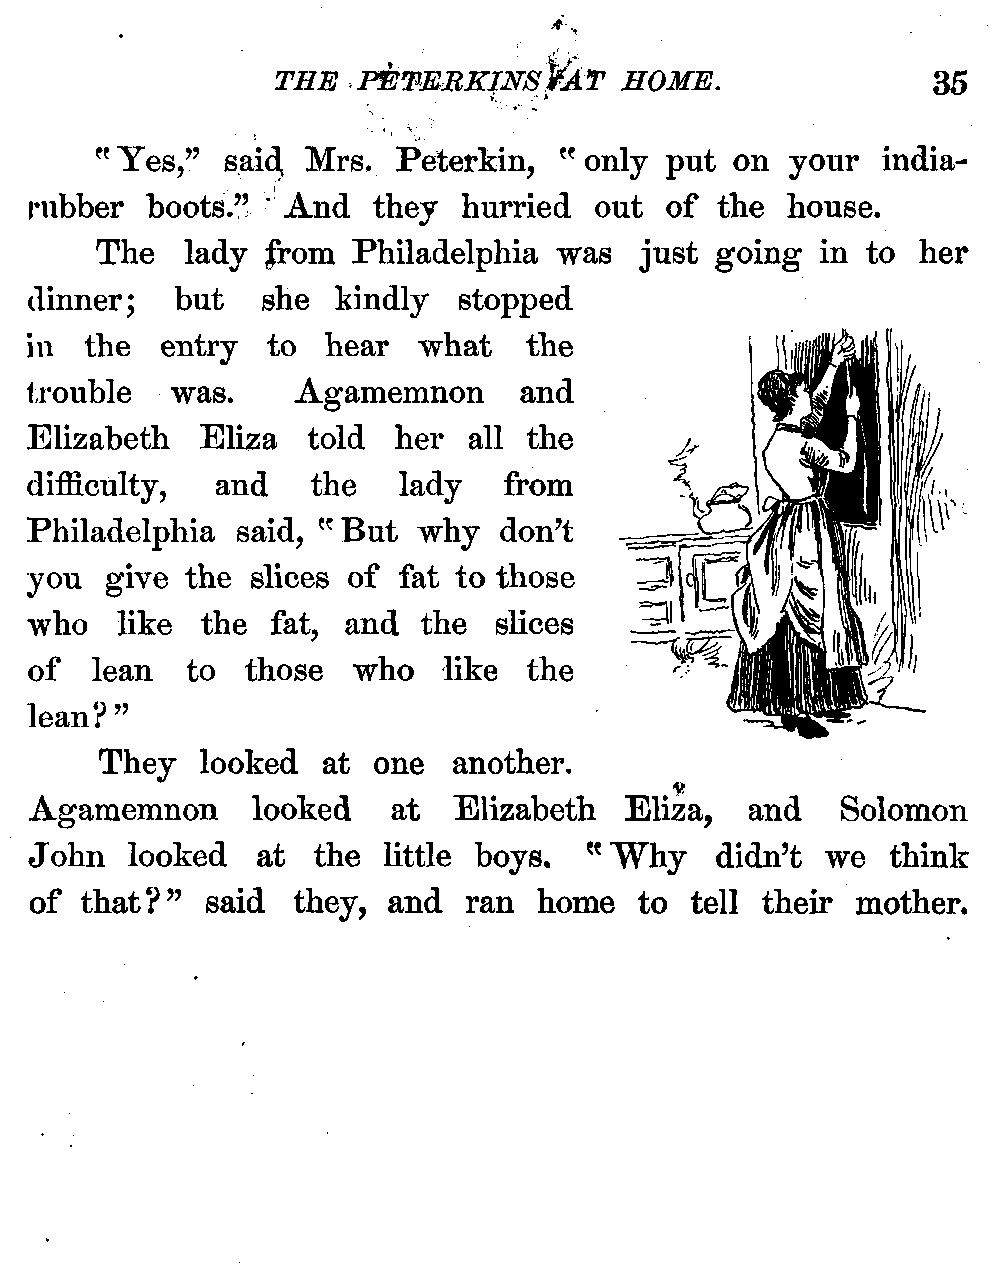 THE PETERKINS AT HOME. 35
"Yes," said Mrs. Peterkin, "only put on your india-
rubber boots." And they hurried out of the house.
The lady from Philadelphia was just going in to her
dinner; but she kindly stopped
in the entry to hear what the
trouble was. Agamemnon and
Elizabeth Eliza told her all the
difficulty, and the lady from
Philadelphia said, "But why don't
you give the slices of fat to those
who like the fat, and the slices
of lean to those who like the
lean?"
They looked at one another.
Agamemnon looked at Elizabeth Eliza, and Solomon
John looked at the little boys. "Why didn't we think
of that?" said they, and ran home to tell their mother.